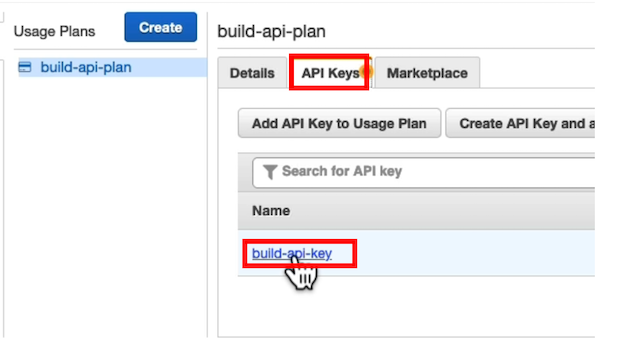 Usage Plans
Create
build-api-plan
build-api-plan
Details
API Keys
Marketplace
Add API Key to Usage Plan
Create API Key and a
Search for API key
Name
build-api-key